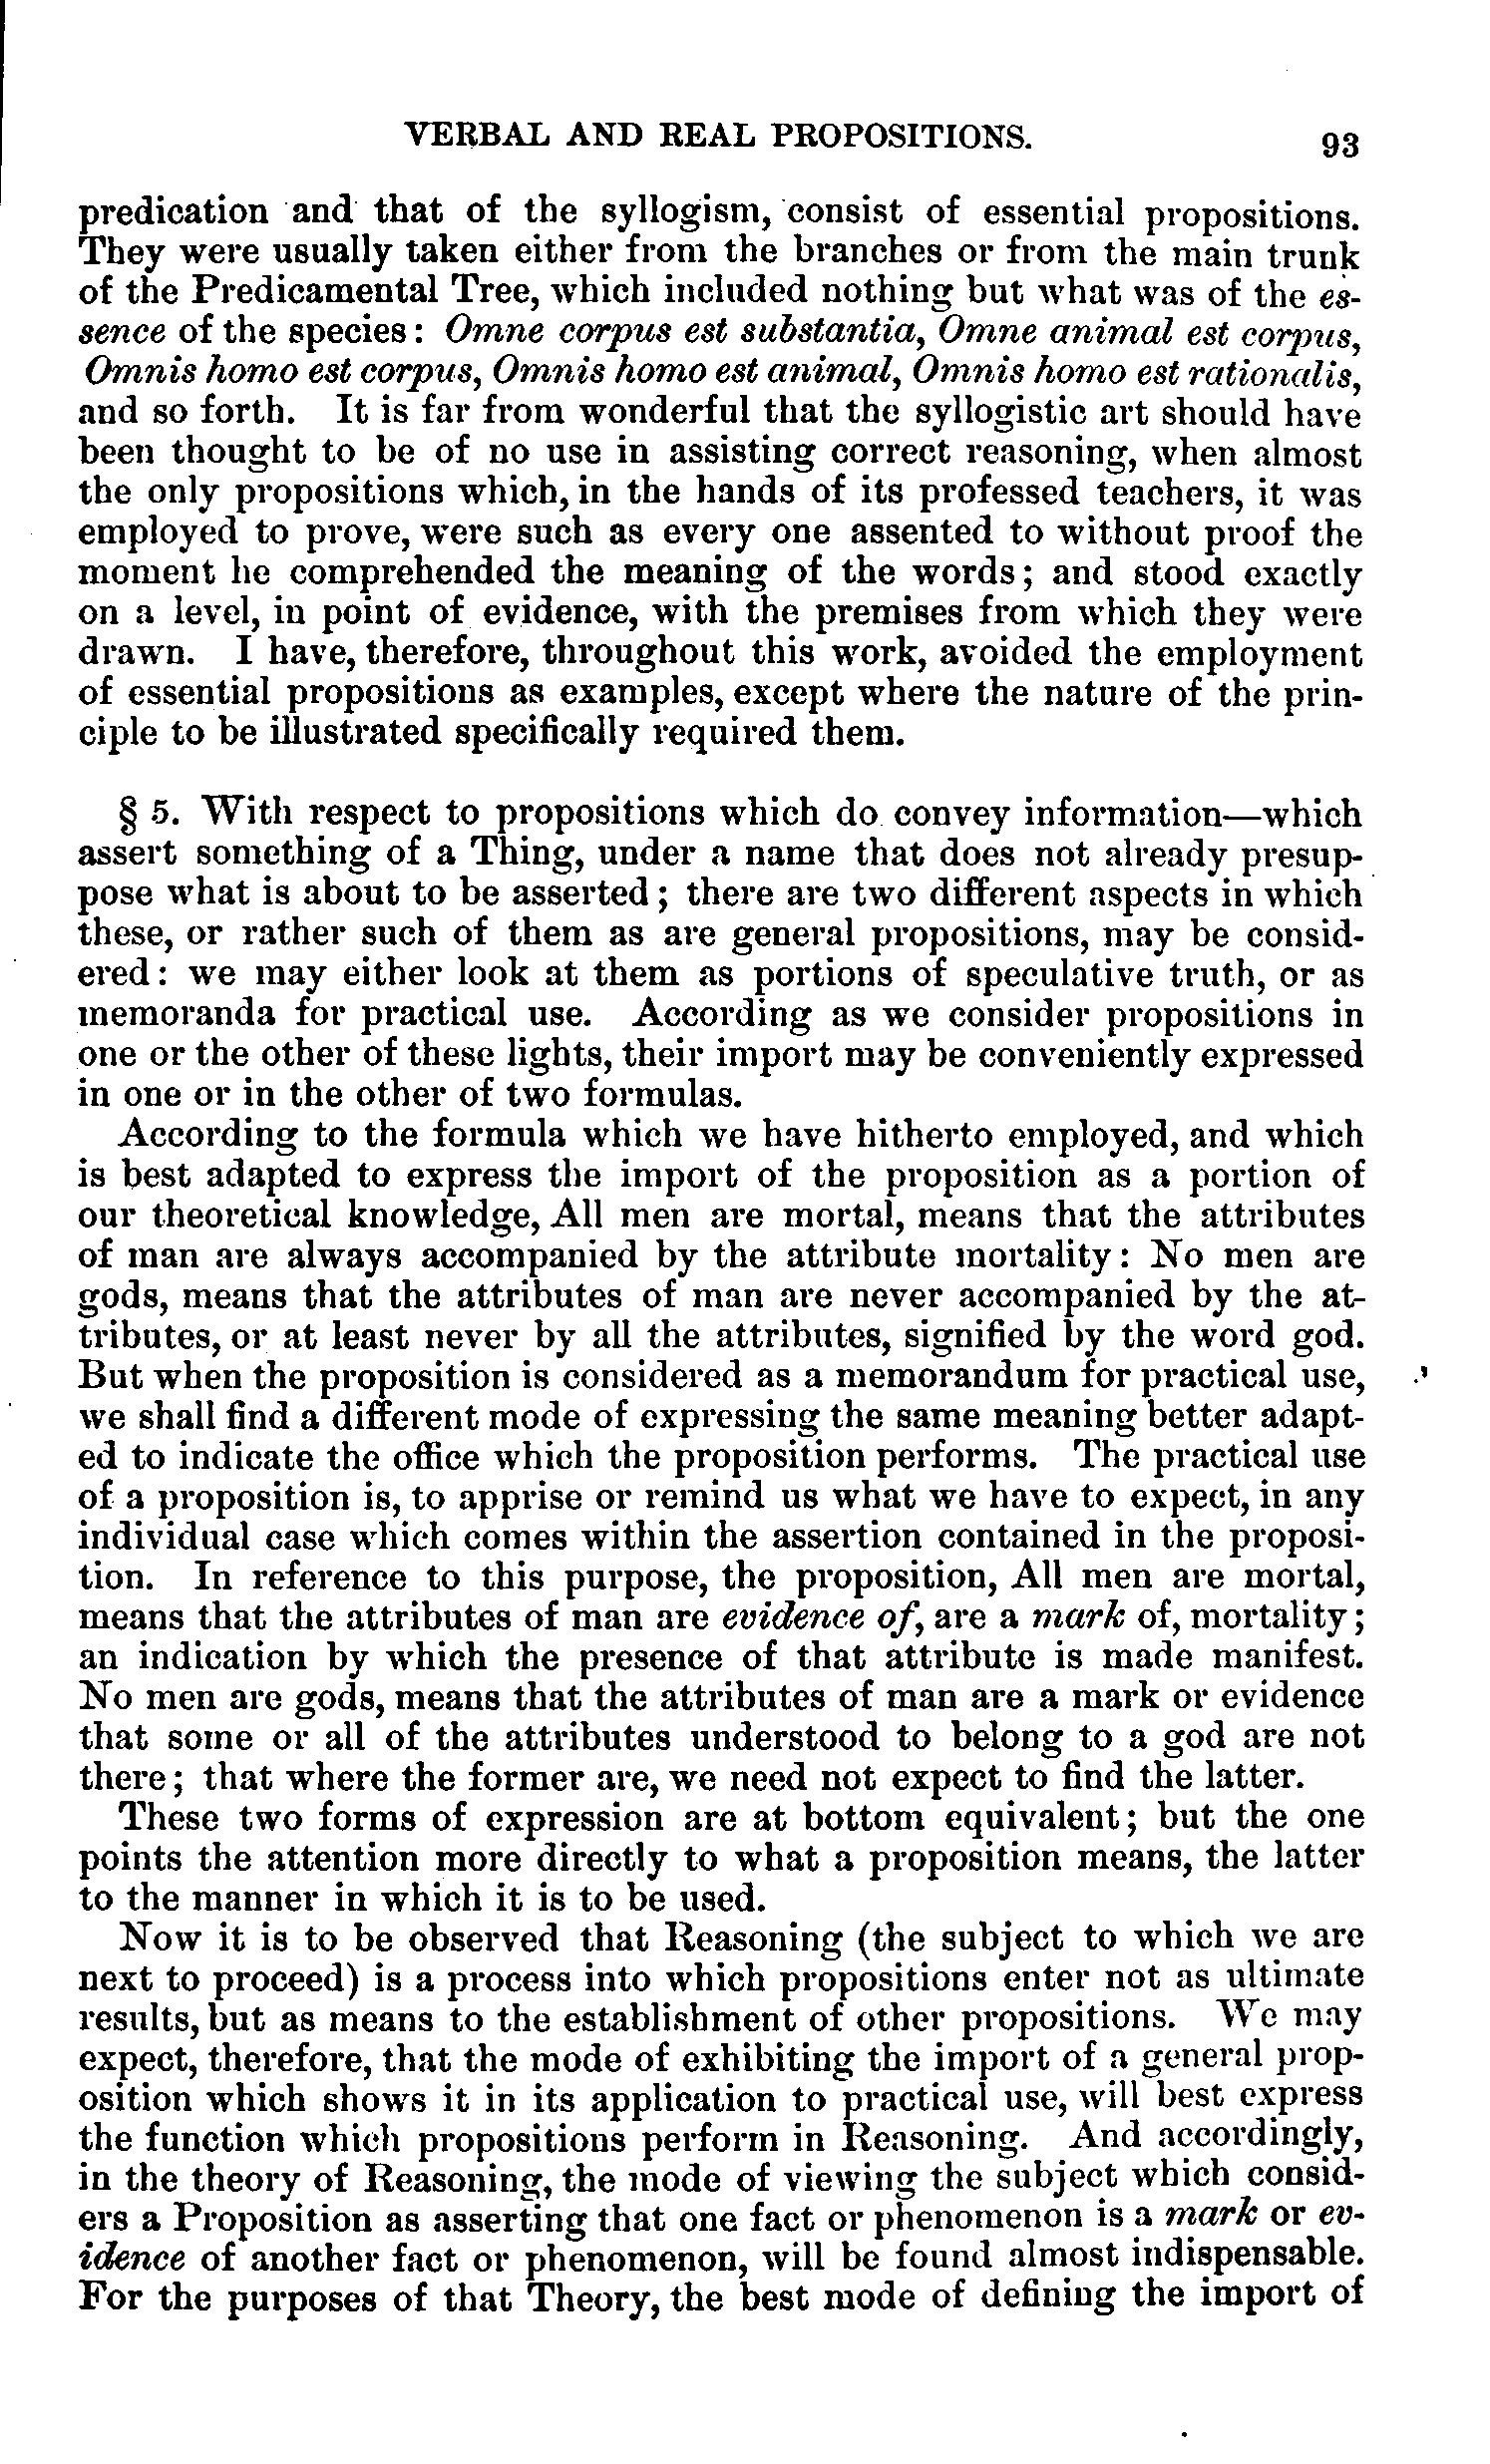 VERBAL AND REAL PROPOSITIONS. 93
predication and that of the syllogism, consist of essential propositions.
They were usually taken either from the branches or from the main trunk
of the Predicamental Tree, which included nothing but what was of the es-
sence of the species: Omne corpus est substantia, Omne animal est corpus,
Omnis homo est corpus, Omnis homo est animal, Omnis homo est rationalis,
and so forth. It is far from wonderful that the syllogistic art should have
been thought to be of no use in assisting correct reasoning, when almost
the only propositions which, in the hands of its professed teachers, it was
employed to prove, were such as every one assented to without proof the
moment he comprehended the meaning of the words; and stood exactly
on a level, in point of evidence, with the premises from which they were
drawn. I have, therefore, throughout this work, avoided the employment
of essential propositions as examples, except where the nature of the prin-
ciple to be illustrated specifically required them.
§ 5. With respect to propositions which do convey information—which
assert something of a Thing, under a name that does not already presup-
pose what is about to be asserted; there are two different aspects in which
these, or rather such of them as are general propositions, may be consid-
ered: we may either look at them as portions of speculative truth, or as
memoranda for practical use. According as we consider propositions in
one or the other of these lights, their import may be conveniently expressed
in one or in the other of two formulas.
According to the formula which we have hitherto employed, and which
is best adapted to express the import of the proposition as a portion of
our theoretical knowledge, All men are mortal, means that the attributes
of man are always accompanied by the attribute mortality: No men are
gods, means that the attributes of man are never accompanied by the at-
tributes, or at least never by all the attributes, signified by the word god.
But when the proposition is considered as a memorandum for practical use,
we shall find a different mode of expressing the same meaning better adapt-
ed to indicate the office which the proposition performs. The practical use
of a proposition is, to apprise or remind us what we have to expect, in any
individual case which comes within the assertion contained in the proposi-
tion. In reference to this purpose, the proposition, All men are mortal,
means that the attributes of man are evidence of, are a mark of, mortality;
an indication by which the presence of that attribute is made manifest.
No men are gods, means that the attributes of man are a mark or evidence
that some or all of the attributes understood to belong to a god are not
there; that where the former are, we need not expect to find the latter.
These two forms of expression are at bottom equivalent; but the one
points the attention more directly to what a proposition means, the latter
to the manner in which it is to be used.
Now it is to be observed that Reasoning (the subject to which we are
next to proceed) is a process into which propositions enter not as ultimate
results, but as means to the establishment of other propositions. We may
expect, therefore, that the mode of exhibiting the import of a general prop-
osition which shows it in its application to practical use, will best express
the function which propositions perform in Reasoning. And accordingly,
in the theory of Reasoning, the mode of viewing the subject which consid-
ers a Proposition as asserting that one fact or phenomenon is a mark or ev-
idence of another fact or phenomenon, will be found almost indispensable.
For the purposes of that Theory, the best mode of defining the import of